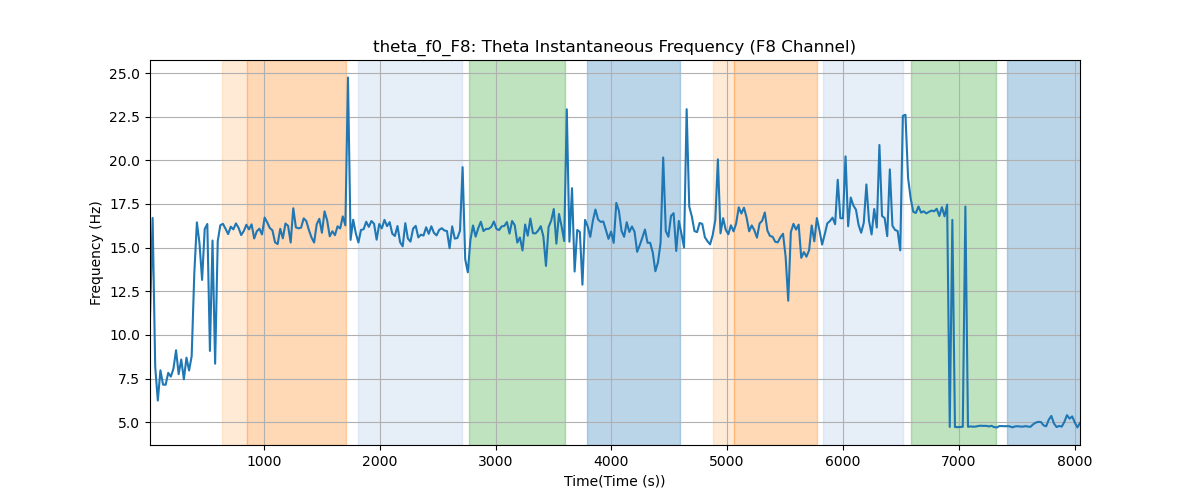 theta_f0_F8: Theta Instantaneous Frequency (F8 Channel)
Frequency (Hz)
25.0
22.5
20.0
17.5
15.0
12.5
10.0
7.5
5.0
1000 2000 3000 4000 5000 6000 7000 8000
Time(Time (s))